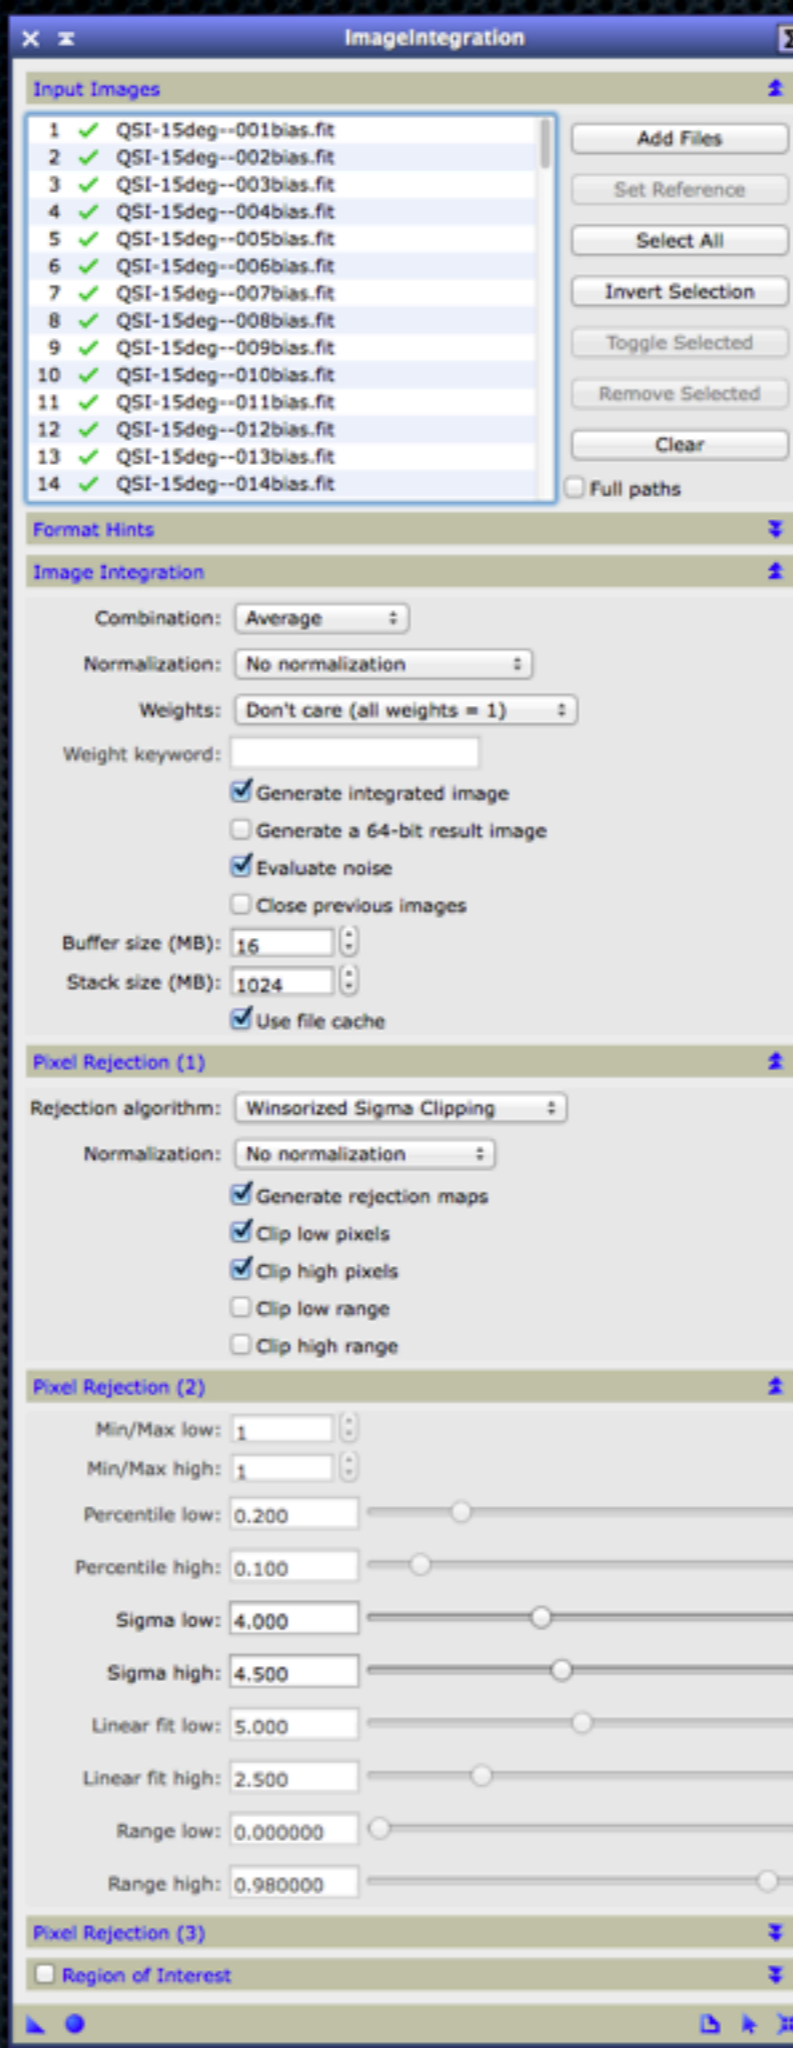 ImageIntegration
Input Images
1 QSI-15deg--001bias.fit
2 QSI-15deg--002bias.fit
3 QSI-15deg--003bias.fit
4 QSI-15deg--004bias.fit
5 QSI-15deg--005bias.fit
6 QSI-15deg--006bias.fit
7 QSI-15deg--007bias.fit
8 QSI-15deg--008bias.fit
9 QSI-15deg--009bias.fit
10 QSI-15deg--010bias.fit
11 QSI-15deg--011bias.fit
12 QSI-15deg--012bias.fit
13 QSI-15deg--013bias.fit
14 QSI-15deg--014bias.fit
Add Files
Set Reference
Select All
Invert Selection
Toggle Selected
Remove Selected
Clear
Full paths
Format Hints
Image Integration
Combination: Average
Normalization: No normalization
Weights: Don't care (all weights = 1)
Weight keyword:
Generate integrated image
Generate a 64-bit result image
Evaluate noise
Close previous images
Buffer size (MB): 16
Stack size (MB): 1024
Use file cache
Pixel Rejection (1)
Rejection algorithm: Winsorized Sigma Clipping
Normalization: No normalization
Generate rejection maps
Clip low pixels
Clip high pixels
Clip low range
Clip high range
Pixel Rejection (2)
Min/Max low: 1
Min/Max high: 1
Percentile low: 0.200
Percentile high: 0.100
Sigma low: 4.000
Sigma high: 4.500
Linear fit low: 5.000
Linear fit high: 2.500
Range low: 0.000000
Range high: 0.980000
Pixel Rejection (3)
Region of Interest